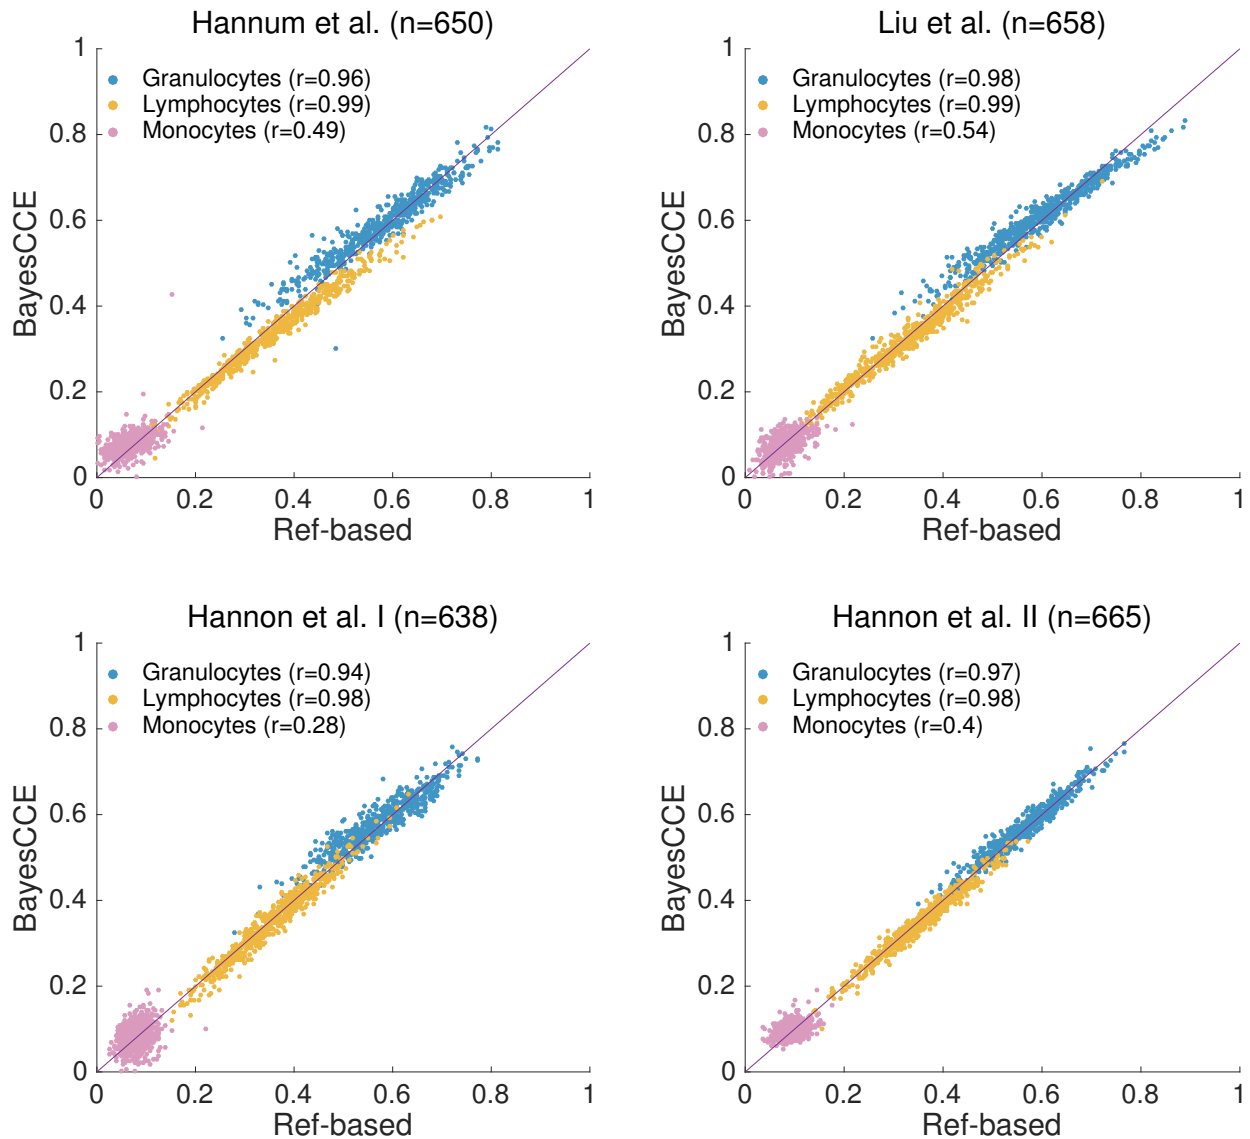 Hannum et al. (n=650)
1
0.8
0.6
0.4
0.2
0
BayesCCE
Granulocytes (r=0.96)
Lymphocytes (r=0.99)
Monocytes (r=0.49)
0 0.2 0.4 0.6 0.8 1
Ref-based
Liu et al. (n=658)
1
0.8
0.6
0.4
0.2
0
BayesCCE
Granulocytes (r=0.98)
Lymphocytes (r=0.99)
Monocytes (r=0.54)
0 0.2 0.4 0.6 0.8 1
Ref-based
Hannon et al. I (n=638)
1
0.8
0.6
0.4
0.2
0
BayesCCE
Granulocytes (r=0.94)
Lymphocytes (r=0.98)
Monocytes (r=0.28)
0 0.2 0.4 0.6 0.8 1
Ref-based
Hannon et al. II (n=665)
1
0.8
0.6
0.4
0.2
0
BayesCCE
Granulocytes (r=0.97)
Lymphocytes (r=0.98)
Monocytes (r=0.4)
0 0.2 0.4 0.6 0.8 1
Ref-based